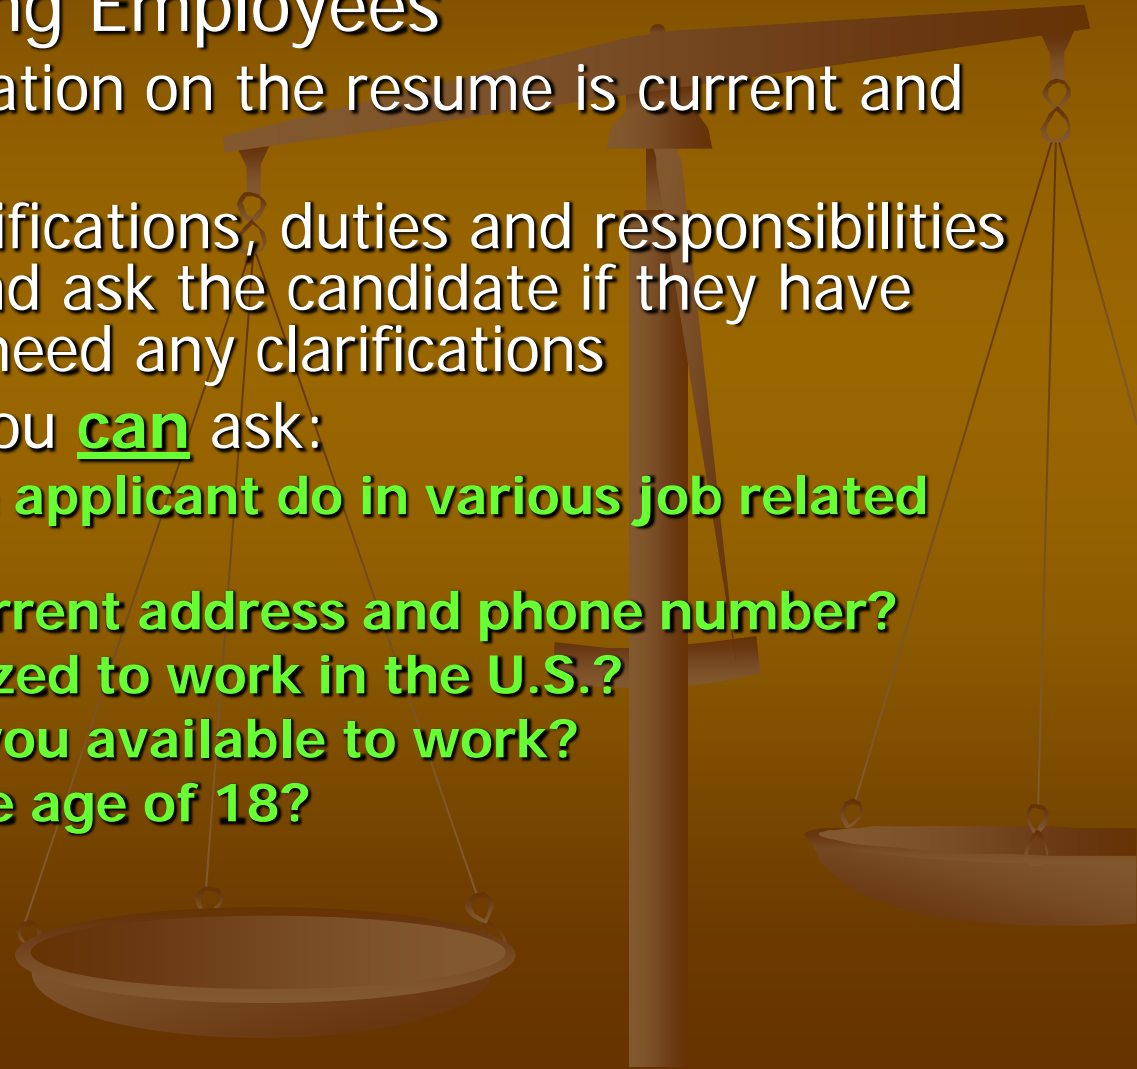 ng Employees
ation on the resume is current and
ifications, duties and responsibilities
nd ask the candidate if they have
need any clarifications
ou can ask:
applicant do in various job related
rrent address and phone number?
zed to work in the U.S.?
you available to work?
e age of 18?